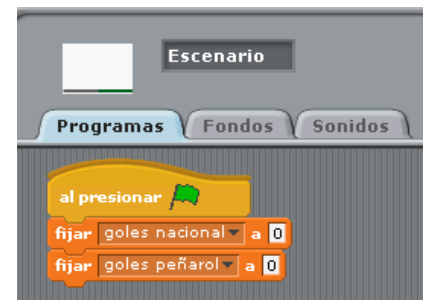 Escenario
Programas Fondos Sonidos
al presionar
fijar goles nacional a 0
fijar goles peñarol a 0